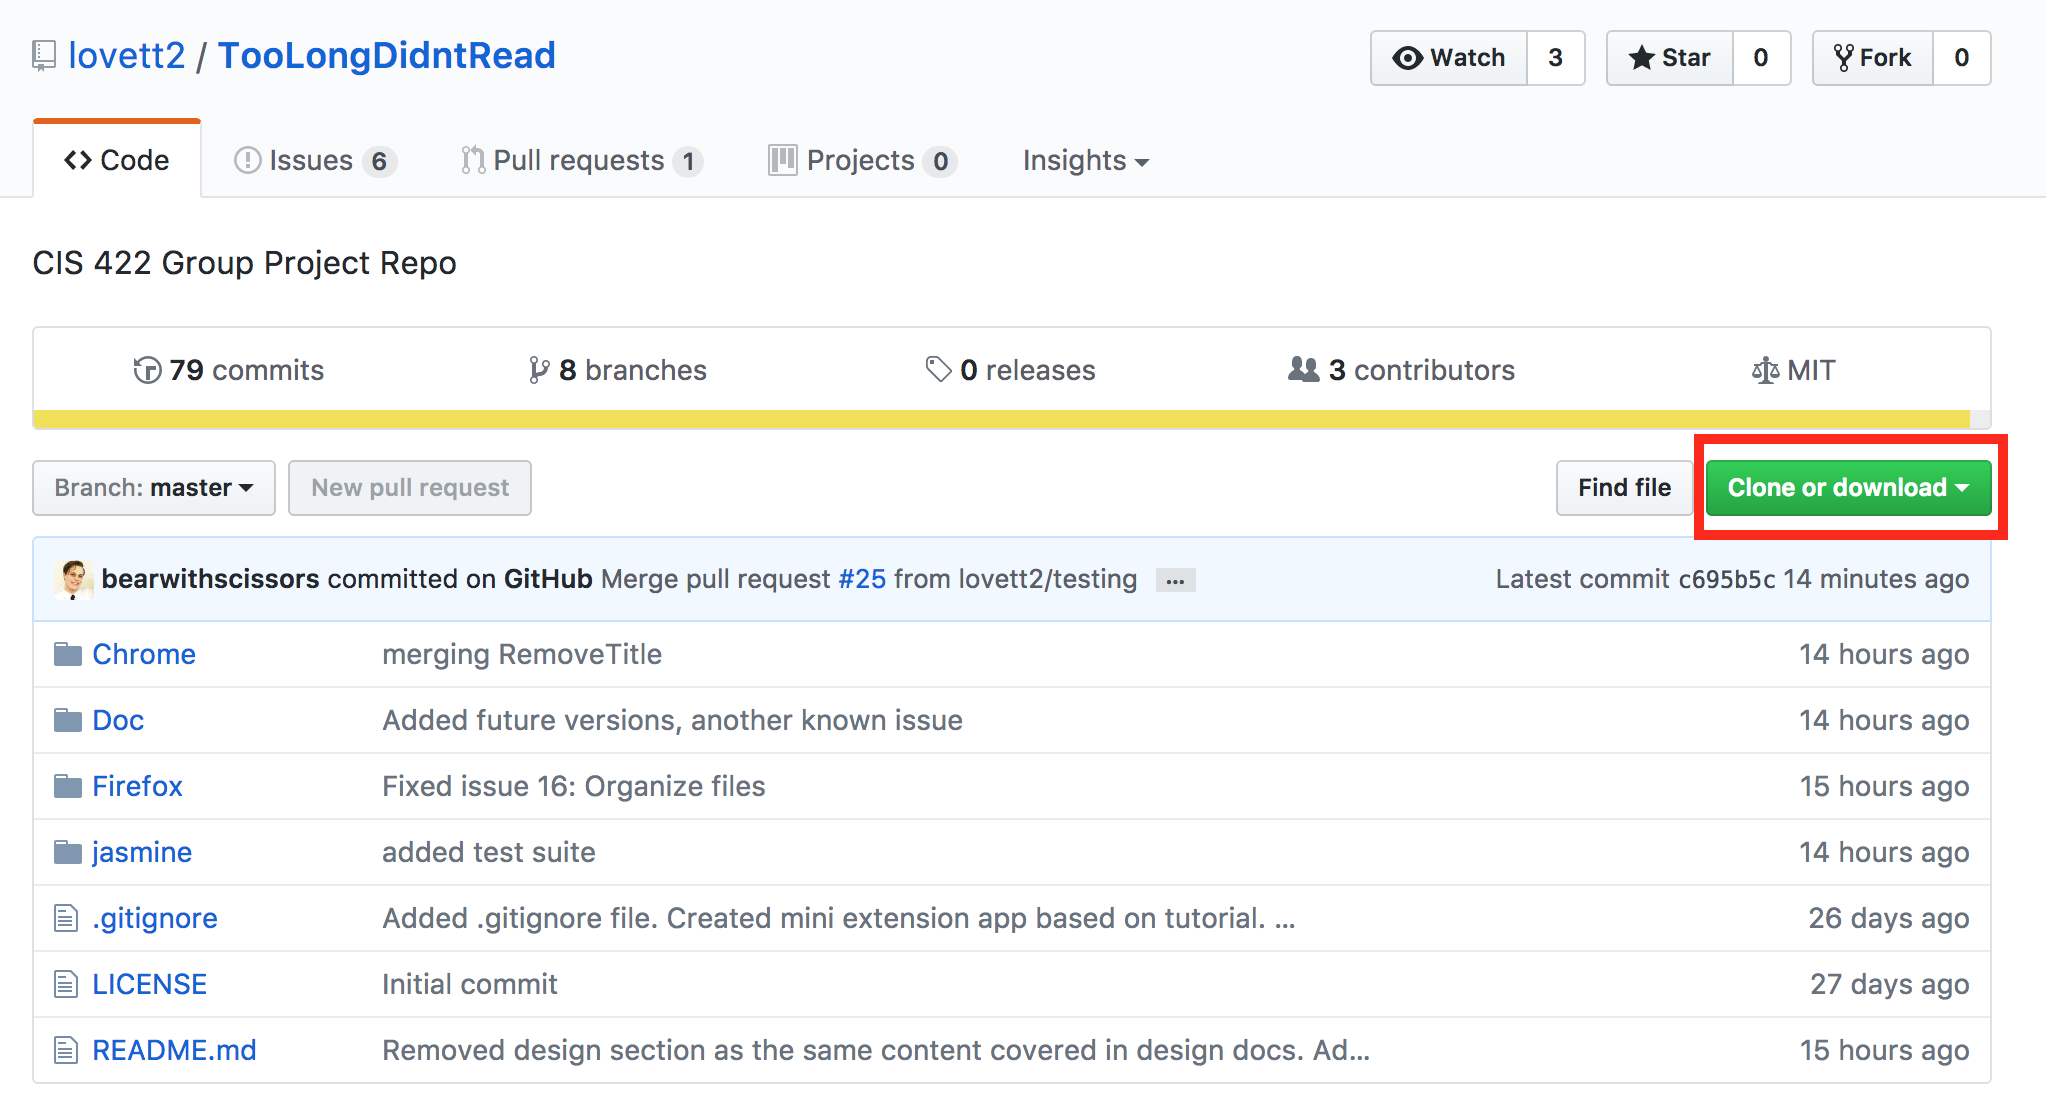 lovett2 / TooLongDidntRead Watch 3 Star 0 Fork 0
Code Issues 6 Pull requests 1 Projects 0 Insights
CIS 422 Group Project Repo
79 commits 8 branches 0 releases 3 contributors MIT
Branch: master New pull request Find file Clone or download
bearwithscissors committed on GitHub Merge pull request #25 from lovett2/testing ... Latest commit c695b5c 14 minutes ago
Chrome merging RemoveTitle 14 hours ago
Doc Added future versions, another known issue 14 hours ago
Firefox Fixed issue 16: Organize files 15 hours ago
jasmine added test suite 14 hours ago
.gitignore Added .gitignore file. Created mini extension app based on tutorial. ... 26 days ago
LICENSE Initial commit 27 days ago
README.md Removed design section as the same content covered in design docs. Ad... 15 hours ago